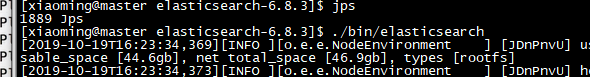 [xiaoming@master elasticsearch-6.8.3]$ jps
1889 Jps
[xiaoming@master elasticsearch-6.8.3]$ ./bin/elasticsearch
[2019-10-19T16:23:34,369][INFO ][o.e.e.NodeEnvironment    ] [JDnPnvU] us
sable_space [44.6gb], net total_space [46.9gb], types [rootfs]
[2019-10-19T16:23:34,373][INFO ][o.e.e.NodeEnvironment    ] [JDnPnvU] he